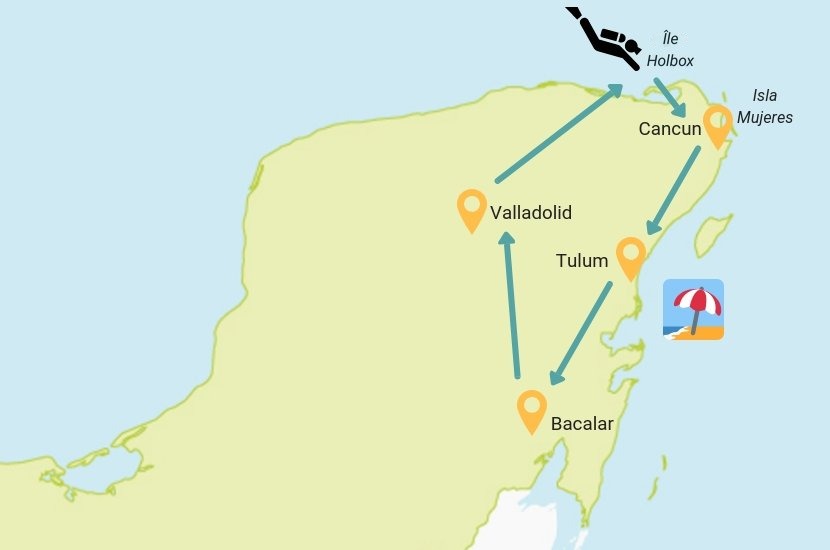 Île
Holbox
Isla
Mujeres
Cancun
Valladolid
Tulum
Bacalar